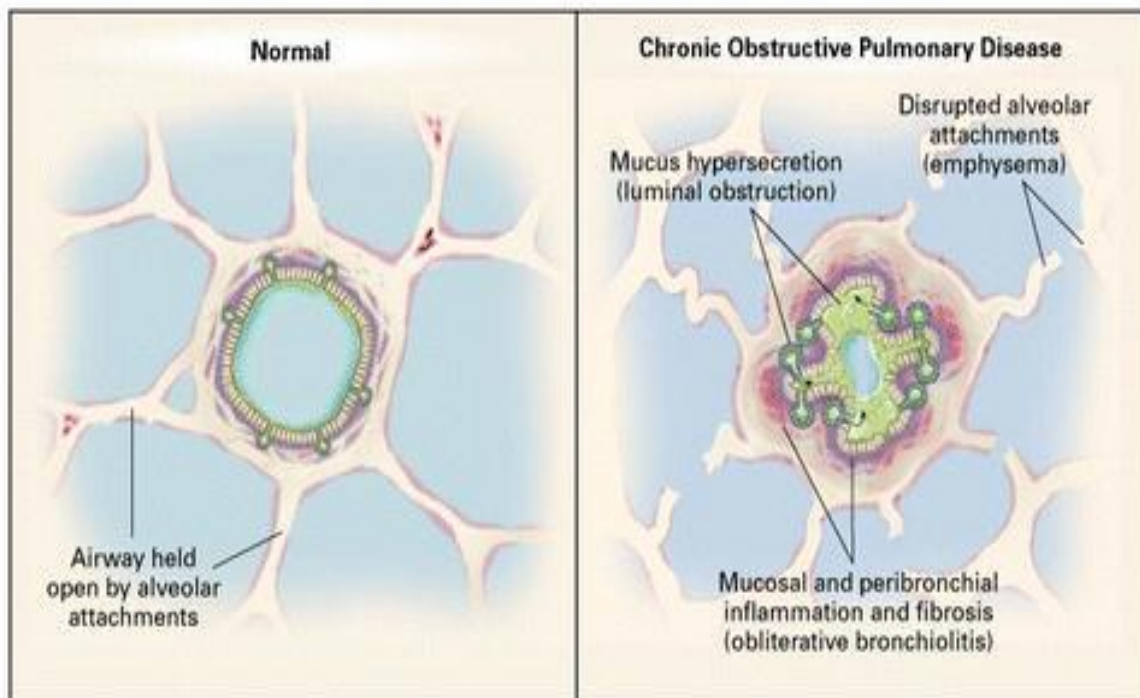 Normal
Airway held
open by alveolar
attachments
Chronic Obstructive Pulmonary Disease
Disrupted alveolar
attachments
(emphysema)
Mucus hypersecretion
(luminal obstruction)
Mucosal and peribronchial
inflammation and fibrosis
(obliterative bronchiolitis)